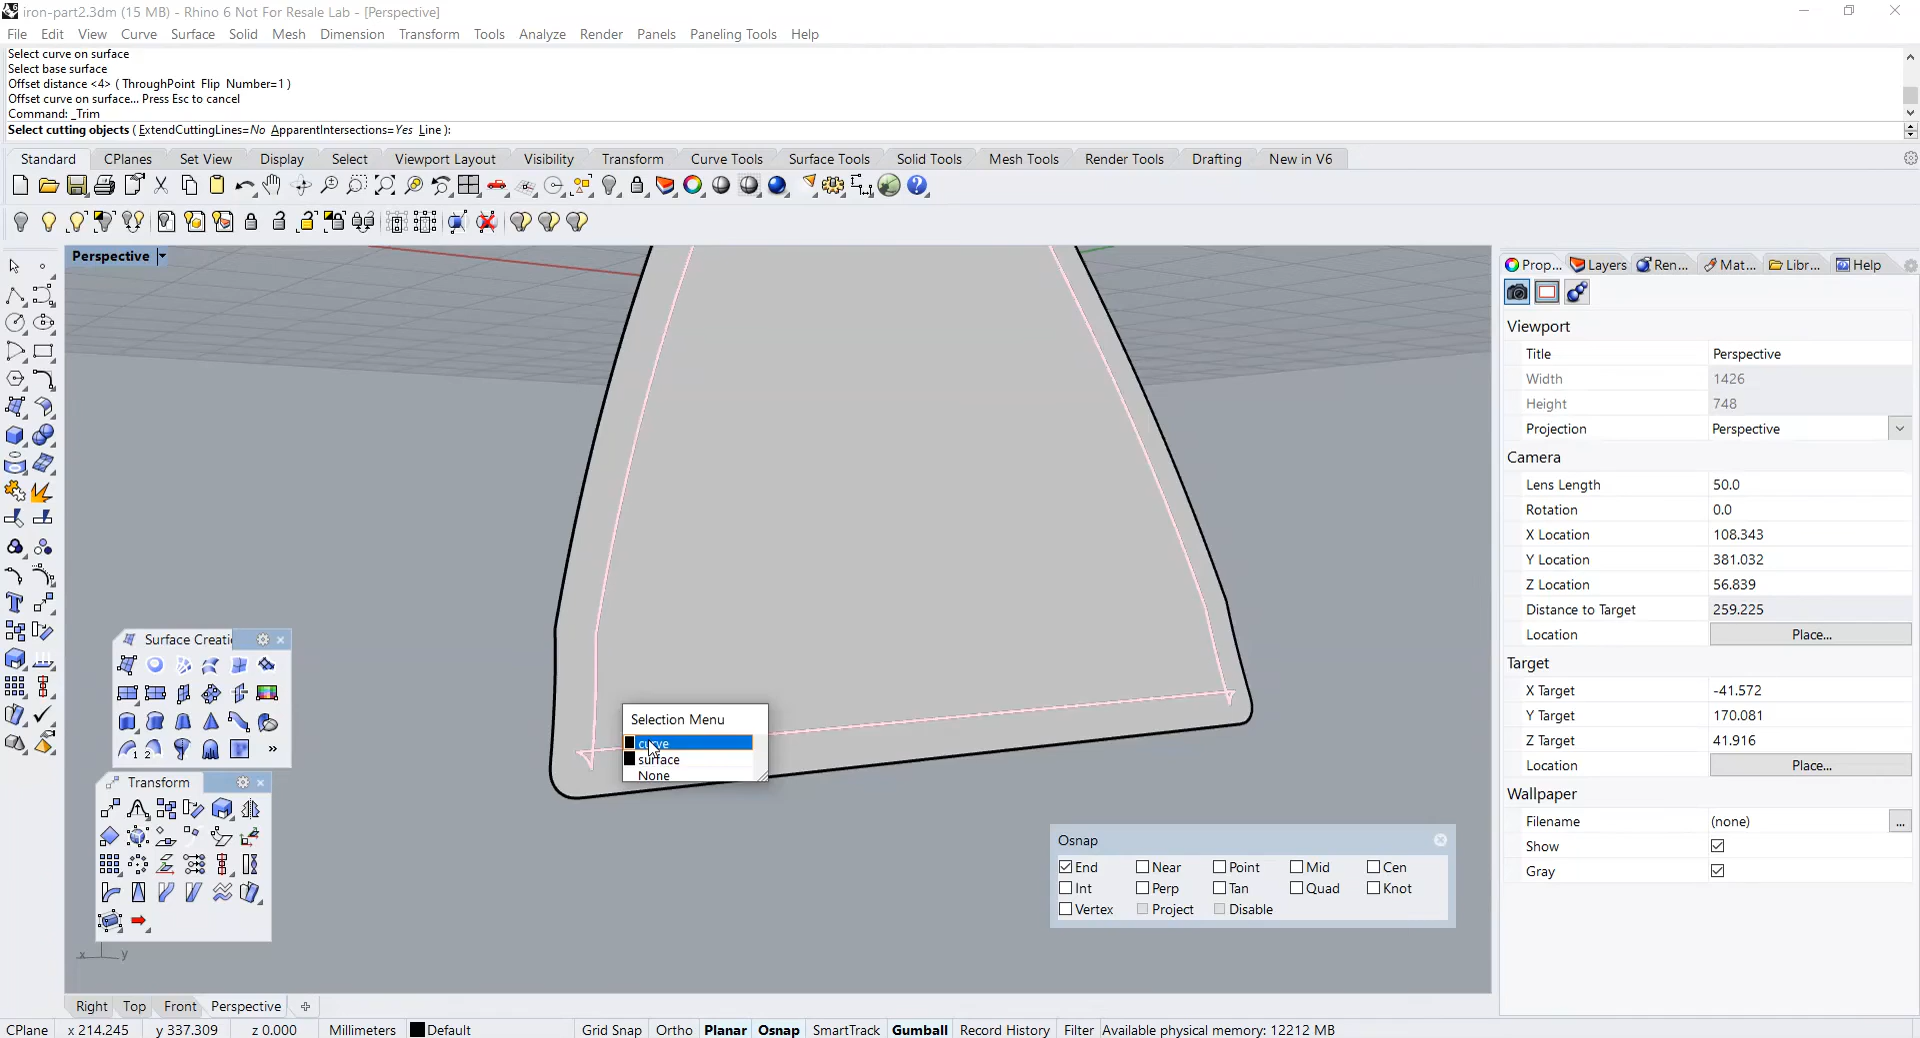 iron-part2.3dm (15 MB) - Rhino 6 Not For Resale Lab - [Perspective]
File Edit View Curve Surface Solid Mesh Dimension Transform Tools Analyze Render Panels Paneling Tools Help
Select curve on surface
Select base surface
Offset distance <4> ( ThroughPoint Flip Number=1 )
Offset curve on surface... Press Esc to cancel
Command: _Trim
Select cutting objects ( ExtendCuttingLines=No ApparentIntersections=Yes Line ):
Standard CPlanes Set View Display Select Viewport Layout Visibility Transform Curve Tools Surface Tools Solid Tools Mesh Tools Render Tools Drafting New in V6
Perspective
Prop... Layers Ren... Mat... Libr... Help
Viewport
Title Perspective
Width 1426
Height 748
Projection Perspective
Camera
Lens Length 50.0
Rotation 0.0
X Location 108.343
Y Location 381.032
Z Location 56.839
Distance to Target 259.225
Location Place...
Target
X Target -41.572
Y Target 170.081
Z Target 41.916
Location Place...
Wallpaper
Filename (none) ...
Show
Gray
Surface Creati
Transform
Selection Menu
curve
surface
None
Osnap
End Near Point Mid Cen
Int Perp Tan Quad Knot
Vertex Project Disable
x y
Right Top Front Perspective
CPlane x 214.245 y 337.309 z 0.000 Millimeters Default Grid Snap Ortho Planar Osnap SmartTrack Gumball Record History Filter Available physical memory: 12212 MB